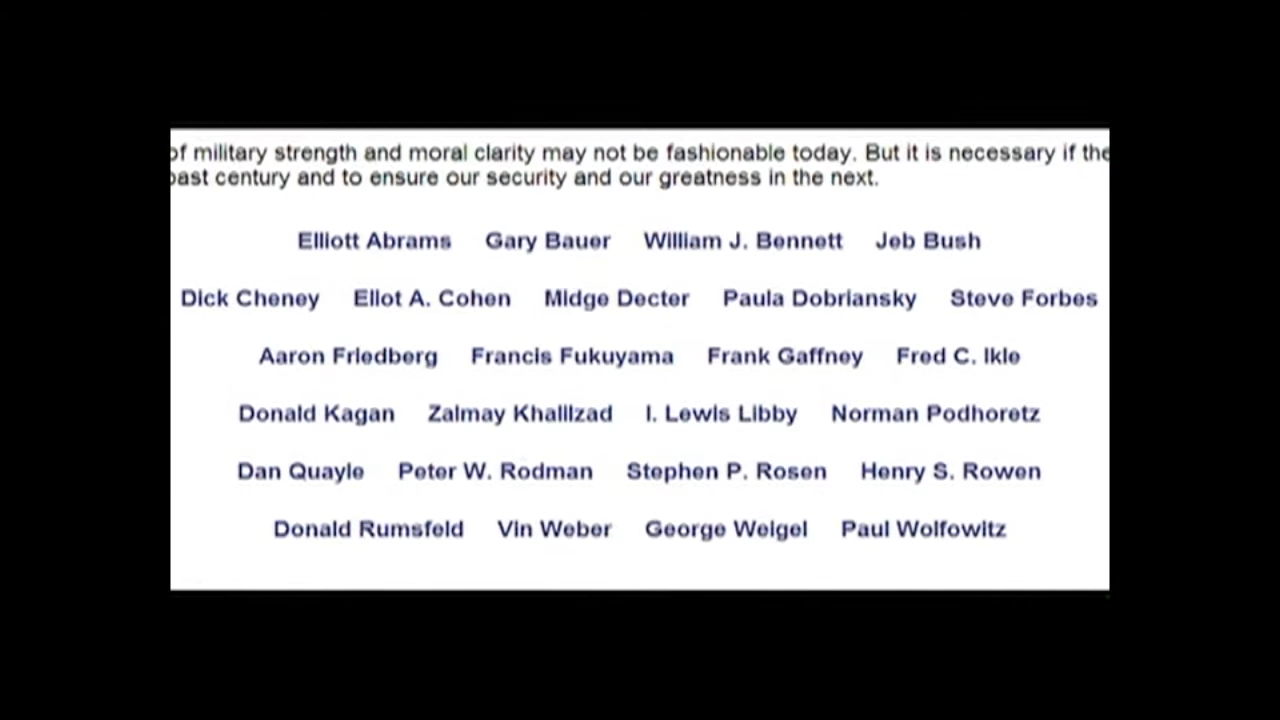 of military strength and moral clarity may not be fashionable today. But it is necessary if the
past century and to ensure our security and our greatness in the next.
Elliott Abrams Gary Bauer William J. Bennett Jeb Bush
Dick Cheney Eliot A. Cohen Midge Decter Paula Dobriansky Steve Forbes
Aaron Friedberg Francis Fukuyama Frank Gaffney Fred C. Ikle
Donald Kagan Zalmay Khalilzad I. Lewis Libby Norman Podhoretz
Dan Quayle Peter W. Rodman Stephen P. Rosen Henry S. Rowen
Donald Rumsfeld Vin Weber George Weigel Paul Wolfowitz